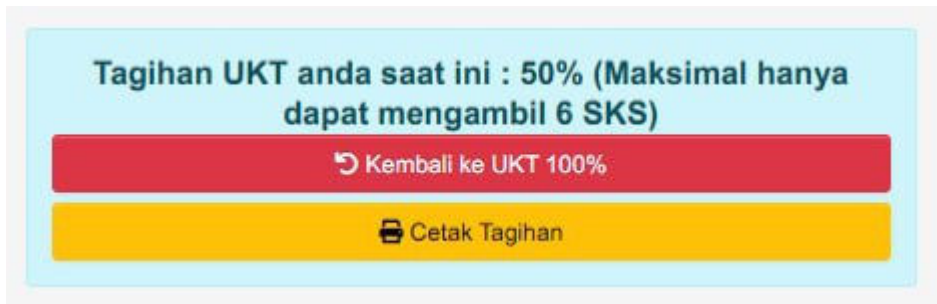 Tagihan UKT anda saat ini : 50% (Maksimal hanya
dapat mengambil 6 SKS)
Kembali ke UKT 100%
Cetak Tagihan